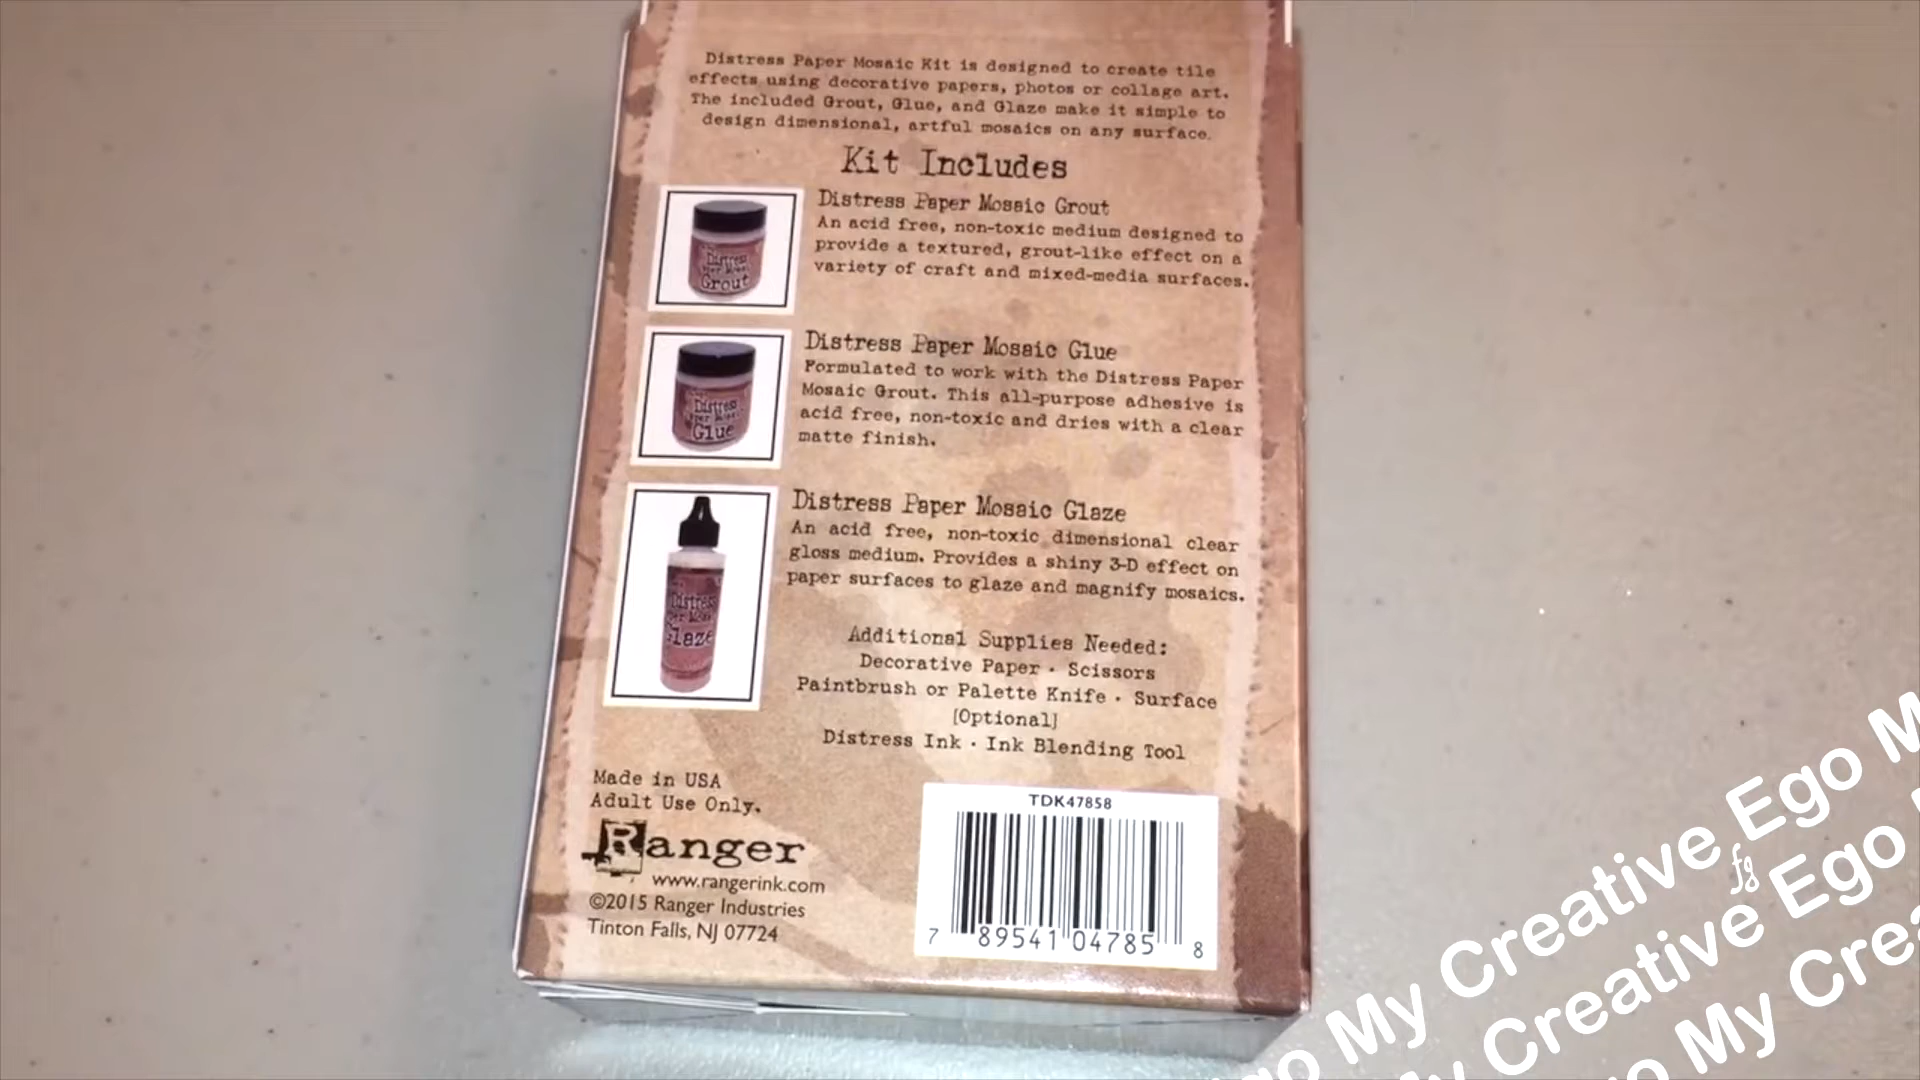 Distress Paper Mosaic Kit is designed to create tile
effects using decorative papers, photos or collage art.
The included Grout, Glue, and Glaze make it simple to
design dimensional, artful mosaics on any surface.
Kit Includes
Distress Paper Mosaic Grout
An acid free, non-toxic medium designed to
provide a textured, grout-like effect on a
variety of craft and mixed-media surfaces.
Distress
Grout
Distress Paper Mosaic Glue
Formulated to work with the Distress Paper
Mosaic Grout. This all-purpose adhesive is
acid free, non-toxic and dries with a clear
matte finish.
Distress
Glue
Distress Paper Mosaic Glaze
An acid free, non-toxic dimensional clear
gloss medium. Provides a shiny 3-D effect on
paper surfaces to glaze and magnify mosaics.
Distress
Glaze
Additional Supplies Needed:
Decorative Paper · Scissors
Paintbrush or Palette Knife · Surface
[Optional]
Distress Ink · Ink Blending Tool
Made in USA
Adult Use Only.
Ranger
www.rangerink.com
©2015 Ranger Industries
Tinton Falls, NJ 07724
TDK47858
7 89541 04785 8
My Creative Ego M
My Creative Ego
go My Crea